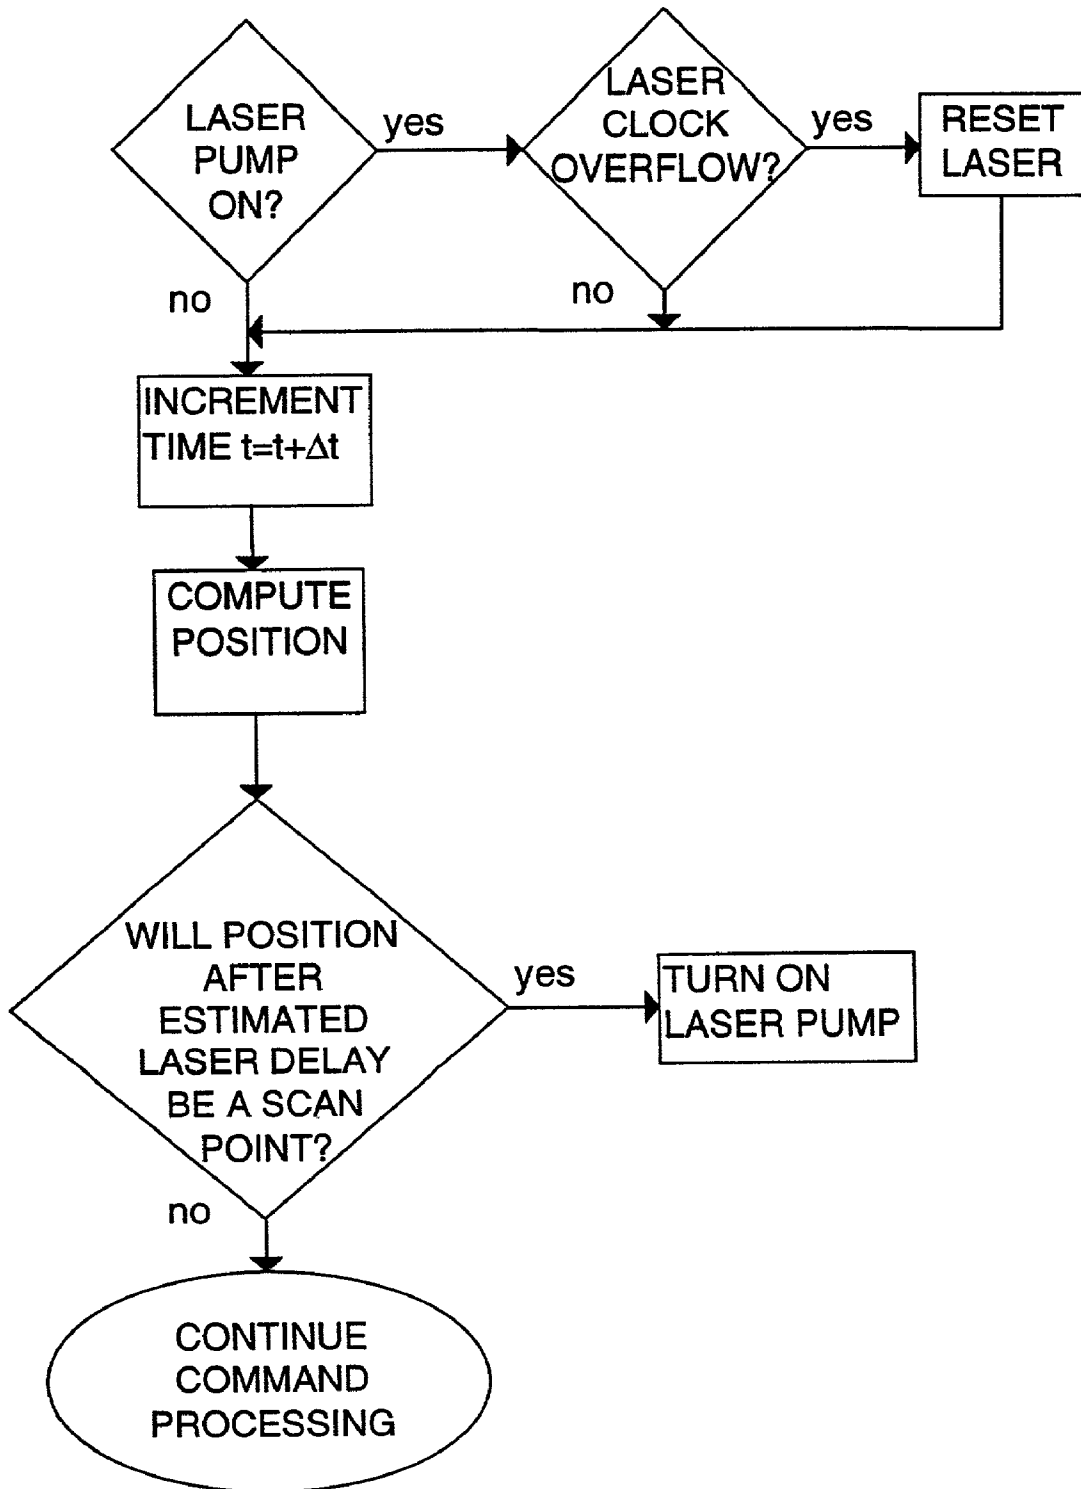 LASER
PUMP
ON?
yes
LASER
CLOCK
OVERFLOW?
yes
RESET
LASER
no
no
INCREMENT
TIME t=t+Δt
COMPUTE
POSITION
WILL POSITION
AFTER
ESTIMATED
LASER DELAY
BE A SCAN
POINT?
yes
TURN ON
LASER PUMP
no
CONTINUE
COMMAND
PROCESSING